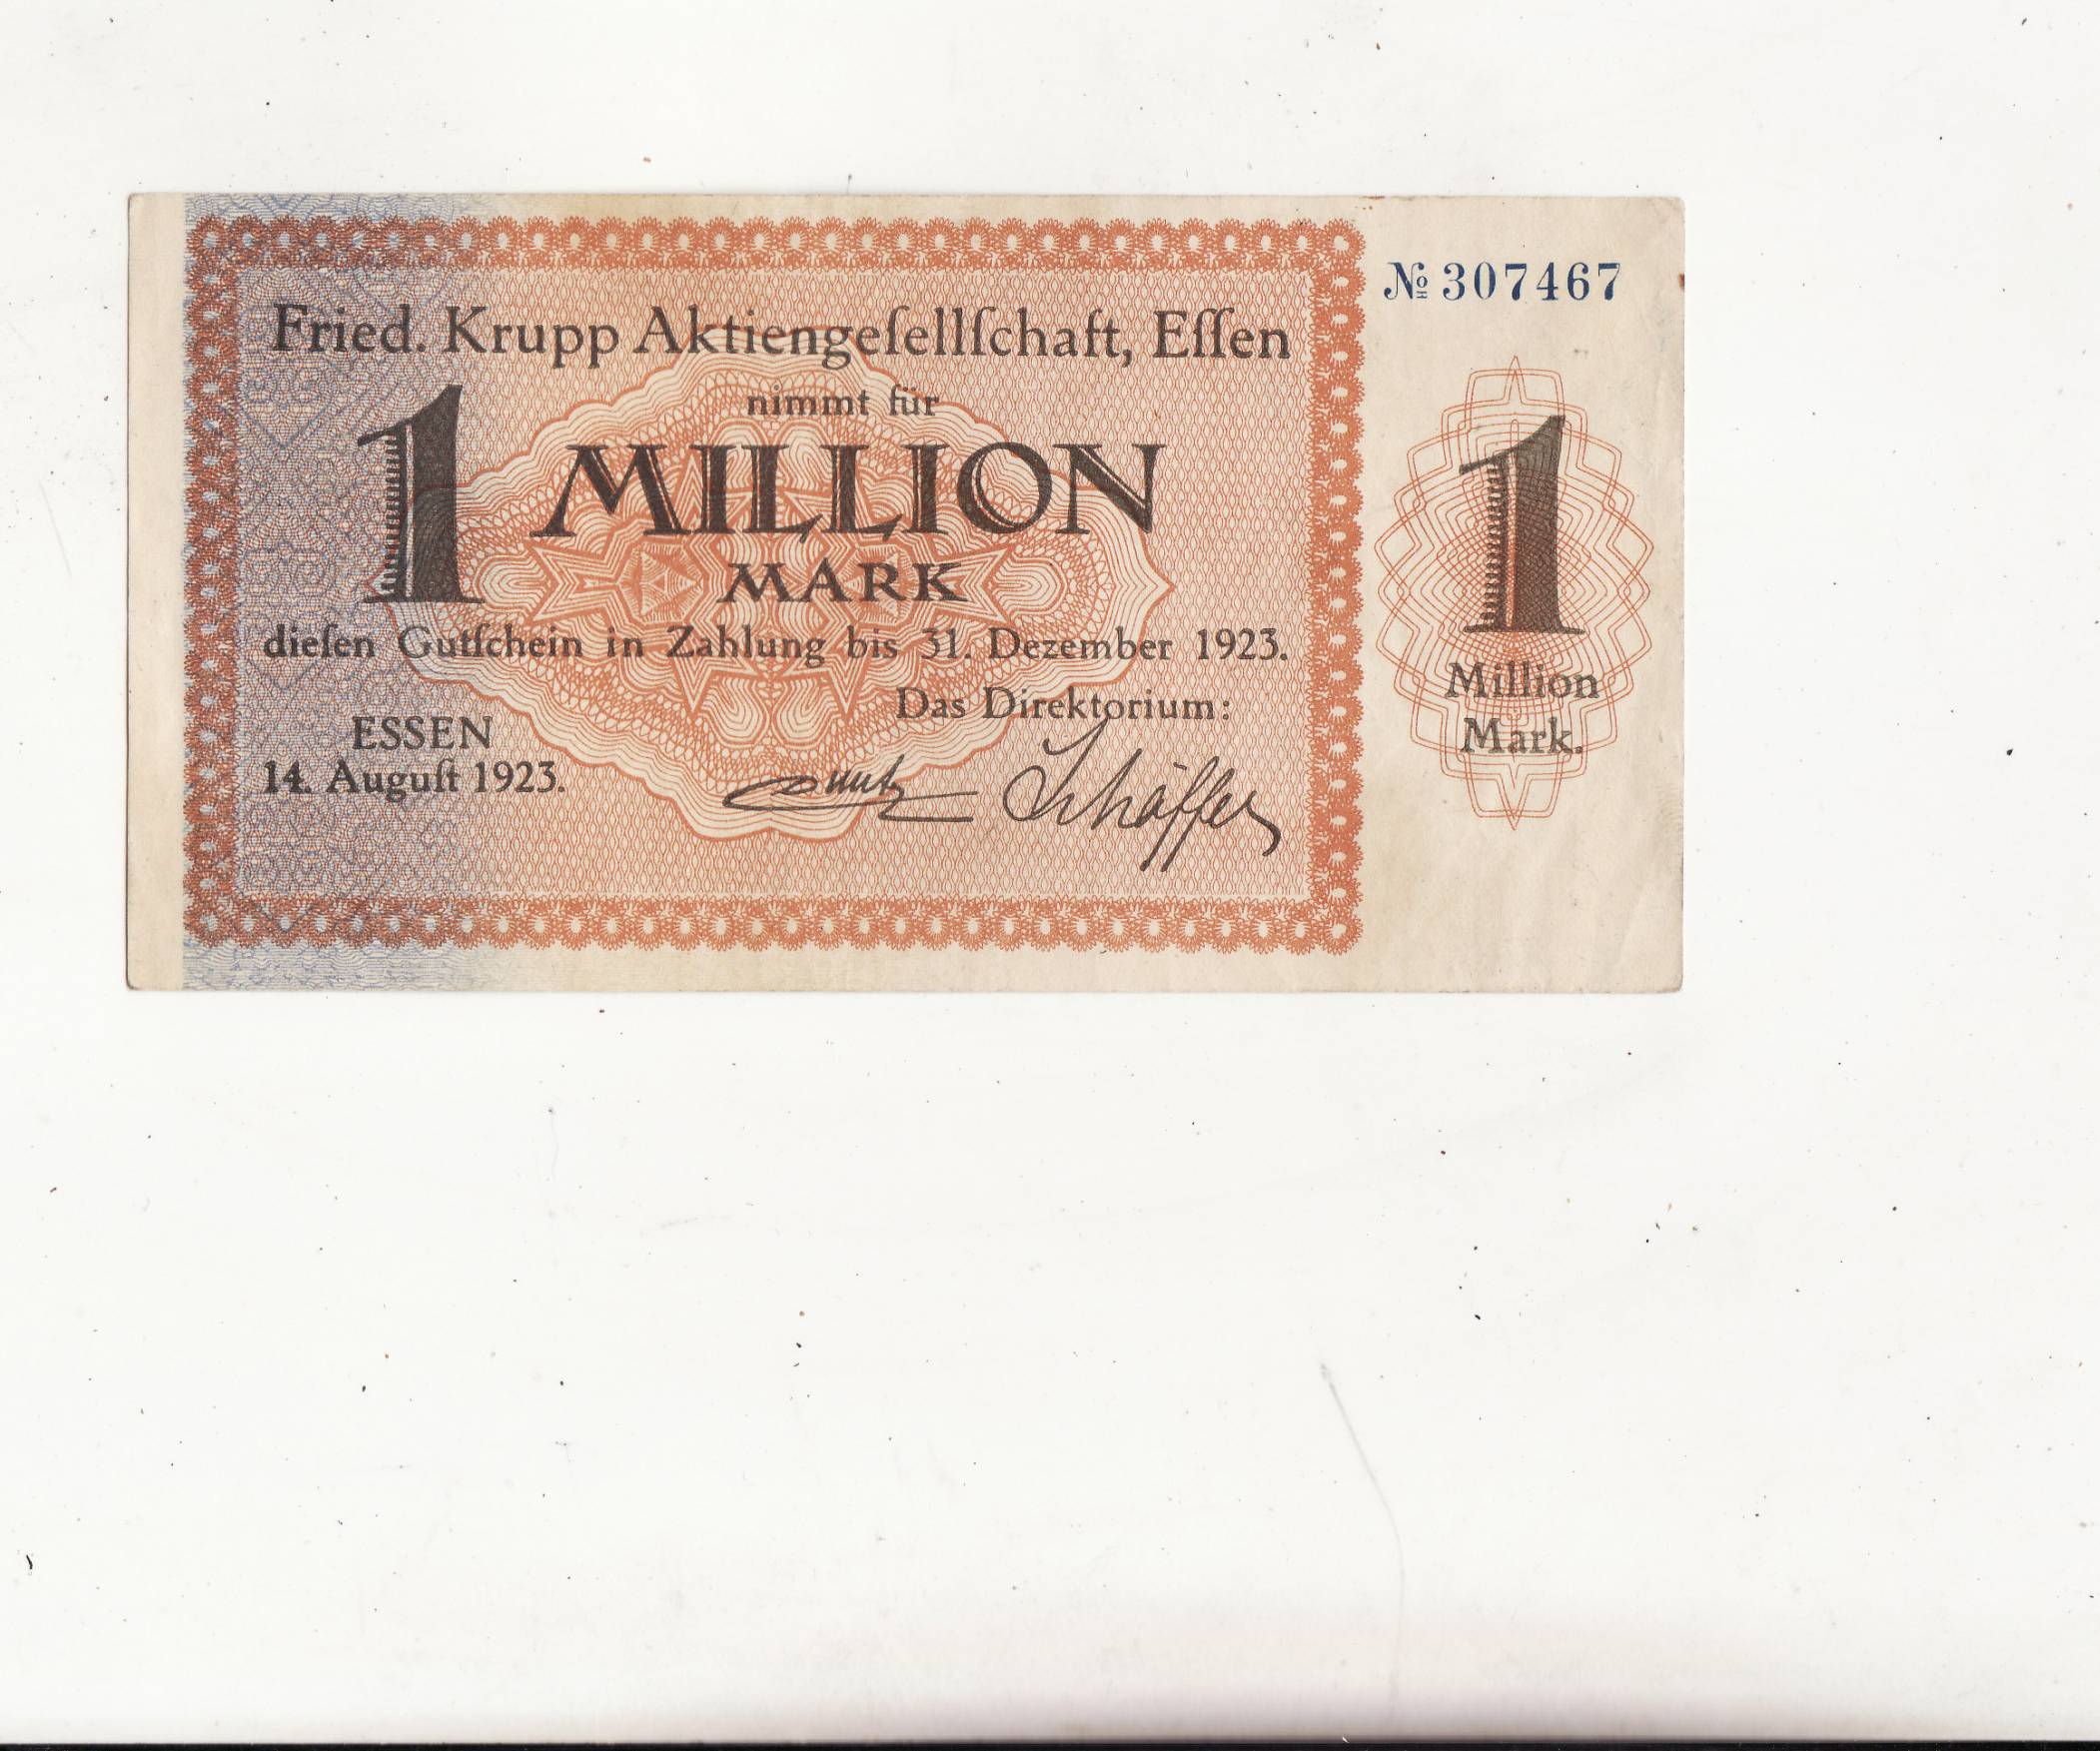 № 307467
Fried. Krupp Aktiengeſellſchaft, Eſſen
nimmt für
1 MILLION
MARK
dieſen Gutſchein in Zahlung bis 31. Dezember 1923.
Das Direktorium:
ESSEN
14. Auguſt 1923.
Schäffer
1
Million
Mark.